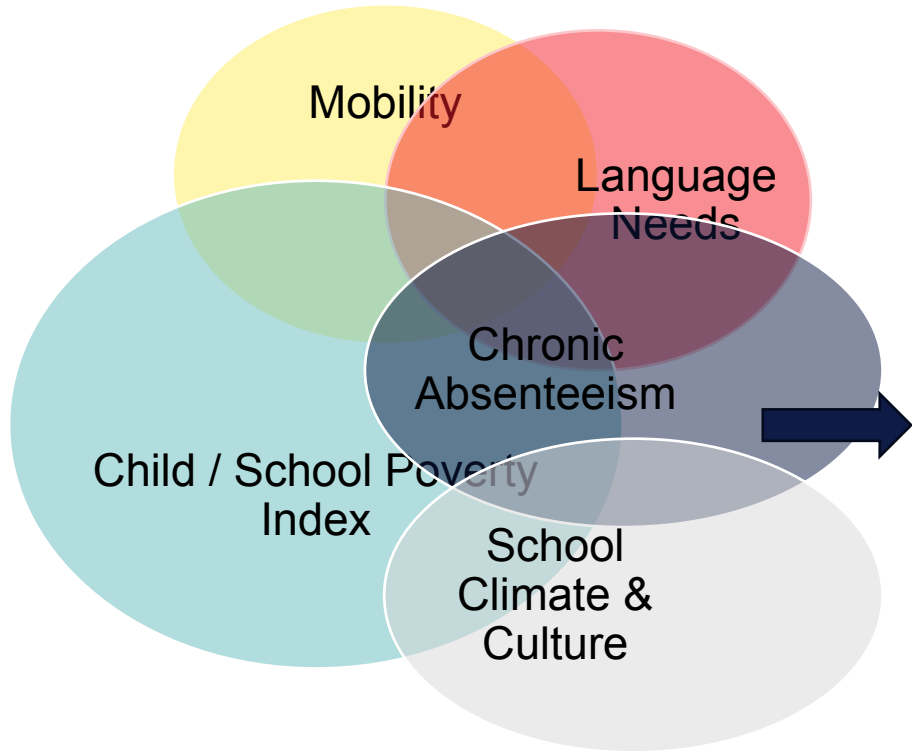 Mobility
Language
Needs
Chronic
Absenteeism
Child / School Poverty
Index
School
Climate &
Culture